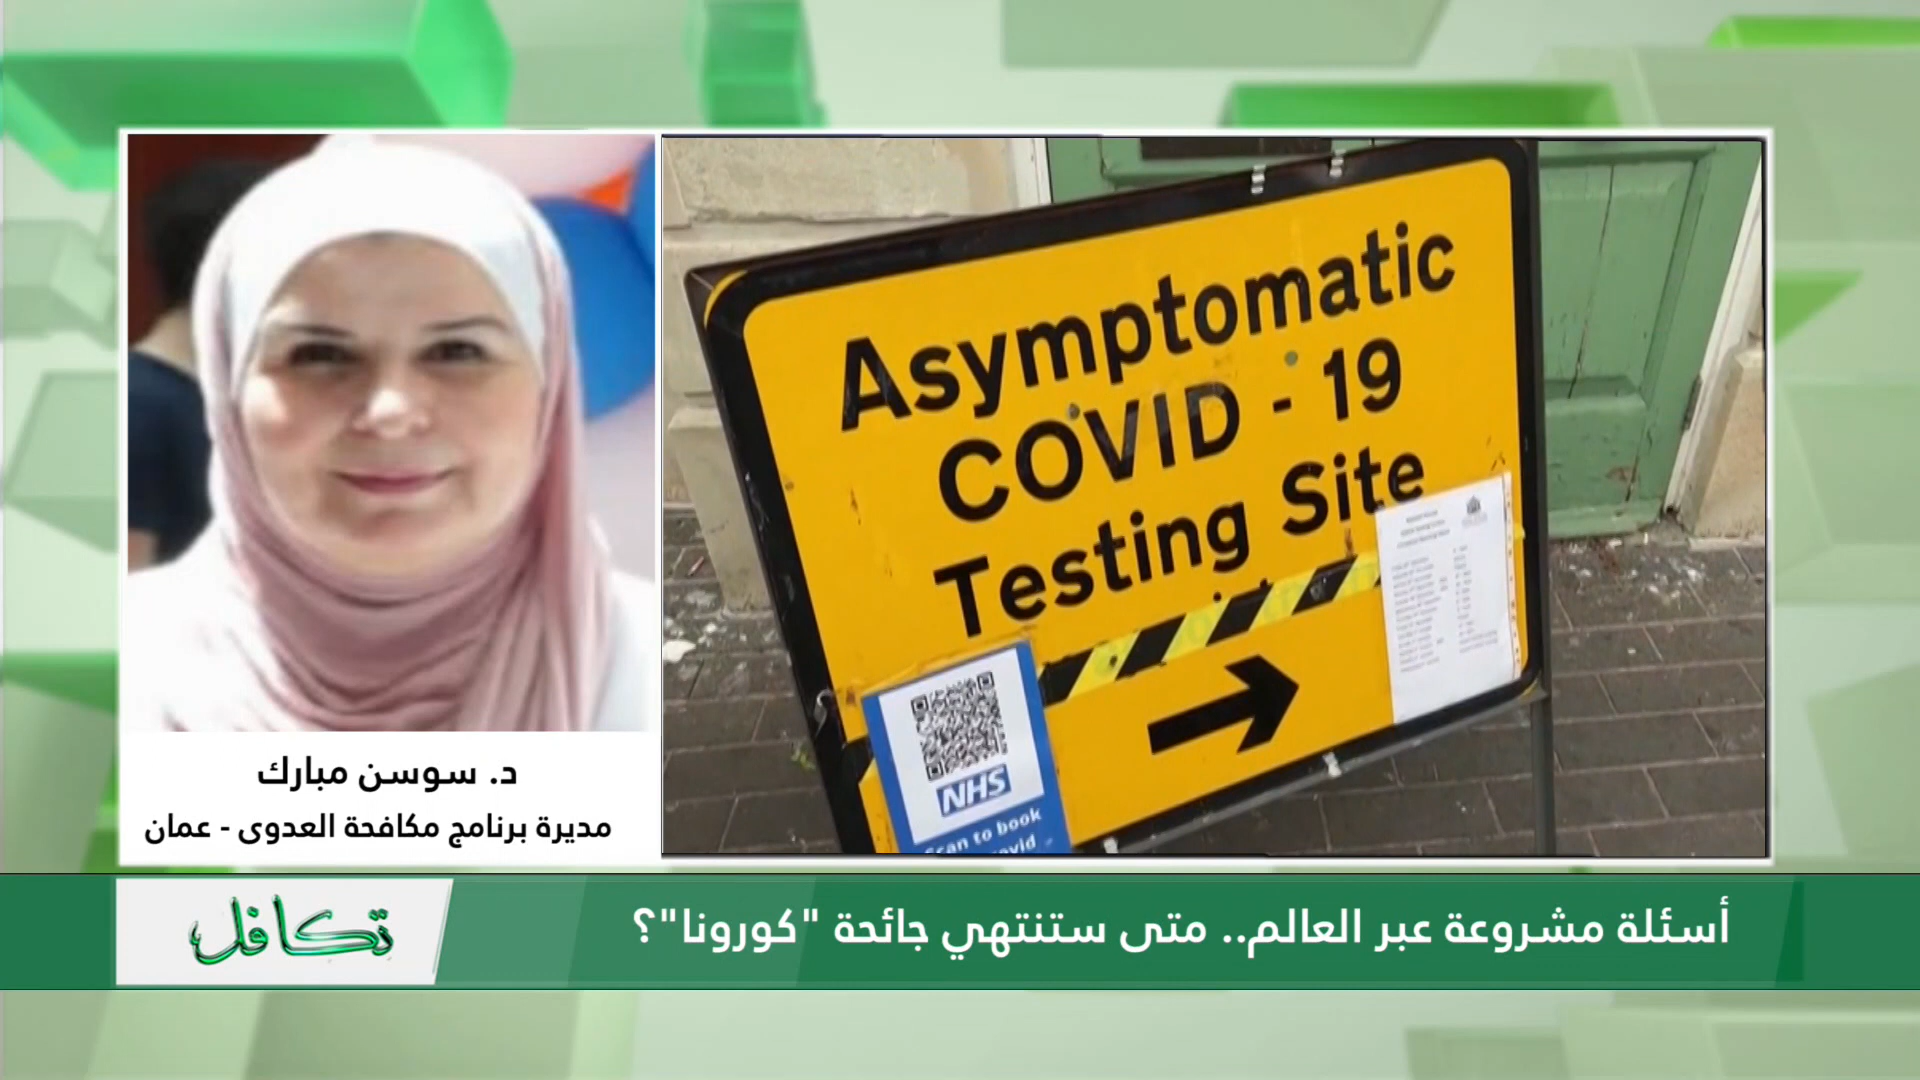 Asymptomatic
COVID - 19
Testing Site
NHS
Scan to book
د. سوسن مبارك
مديرة برنامج مكافحة العدوى - عمان
أسئلة مشروعة عبر العالم.. متى ستنتهي جائحة "كورونا"؟
تكافل